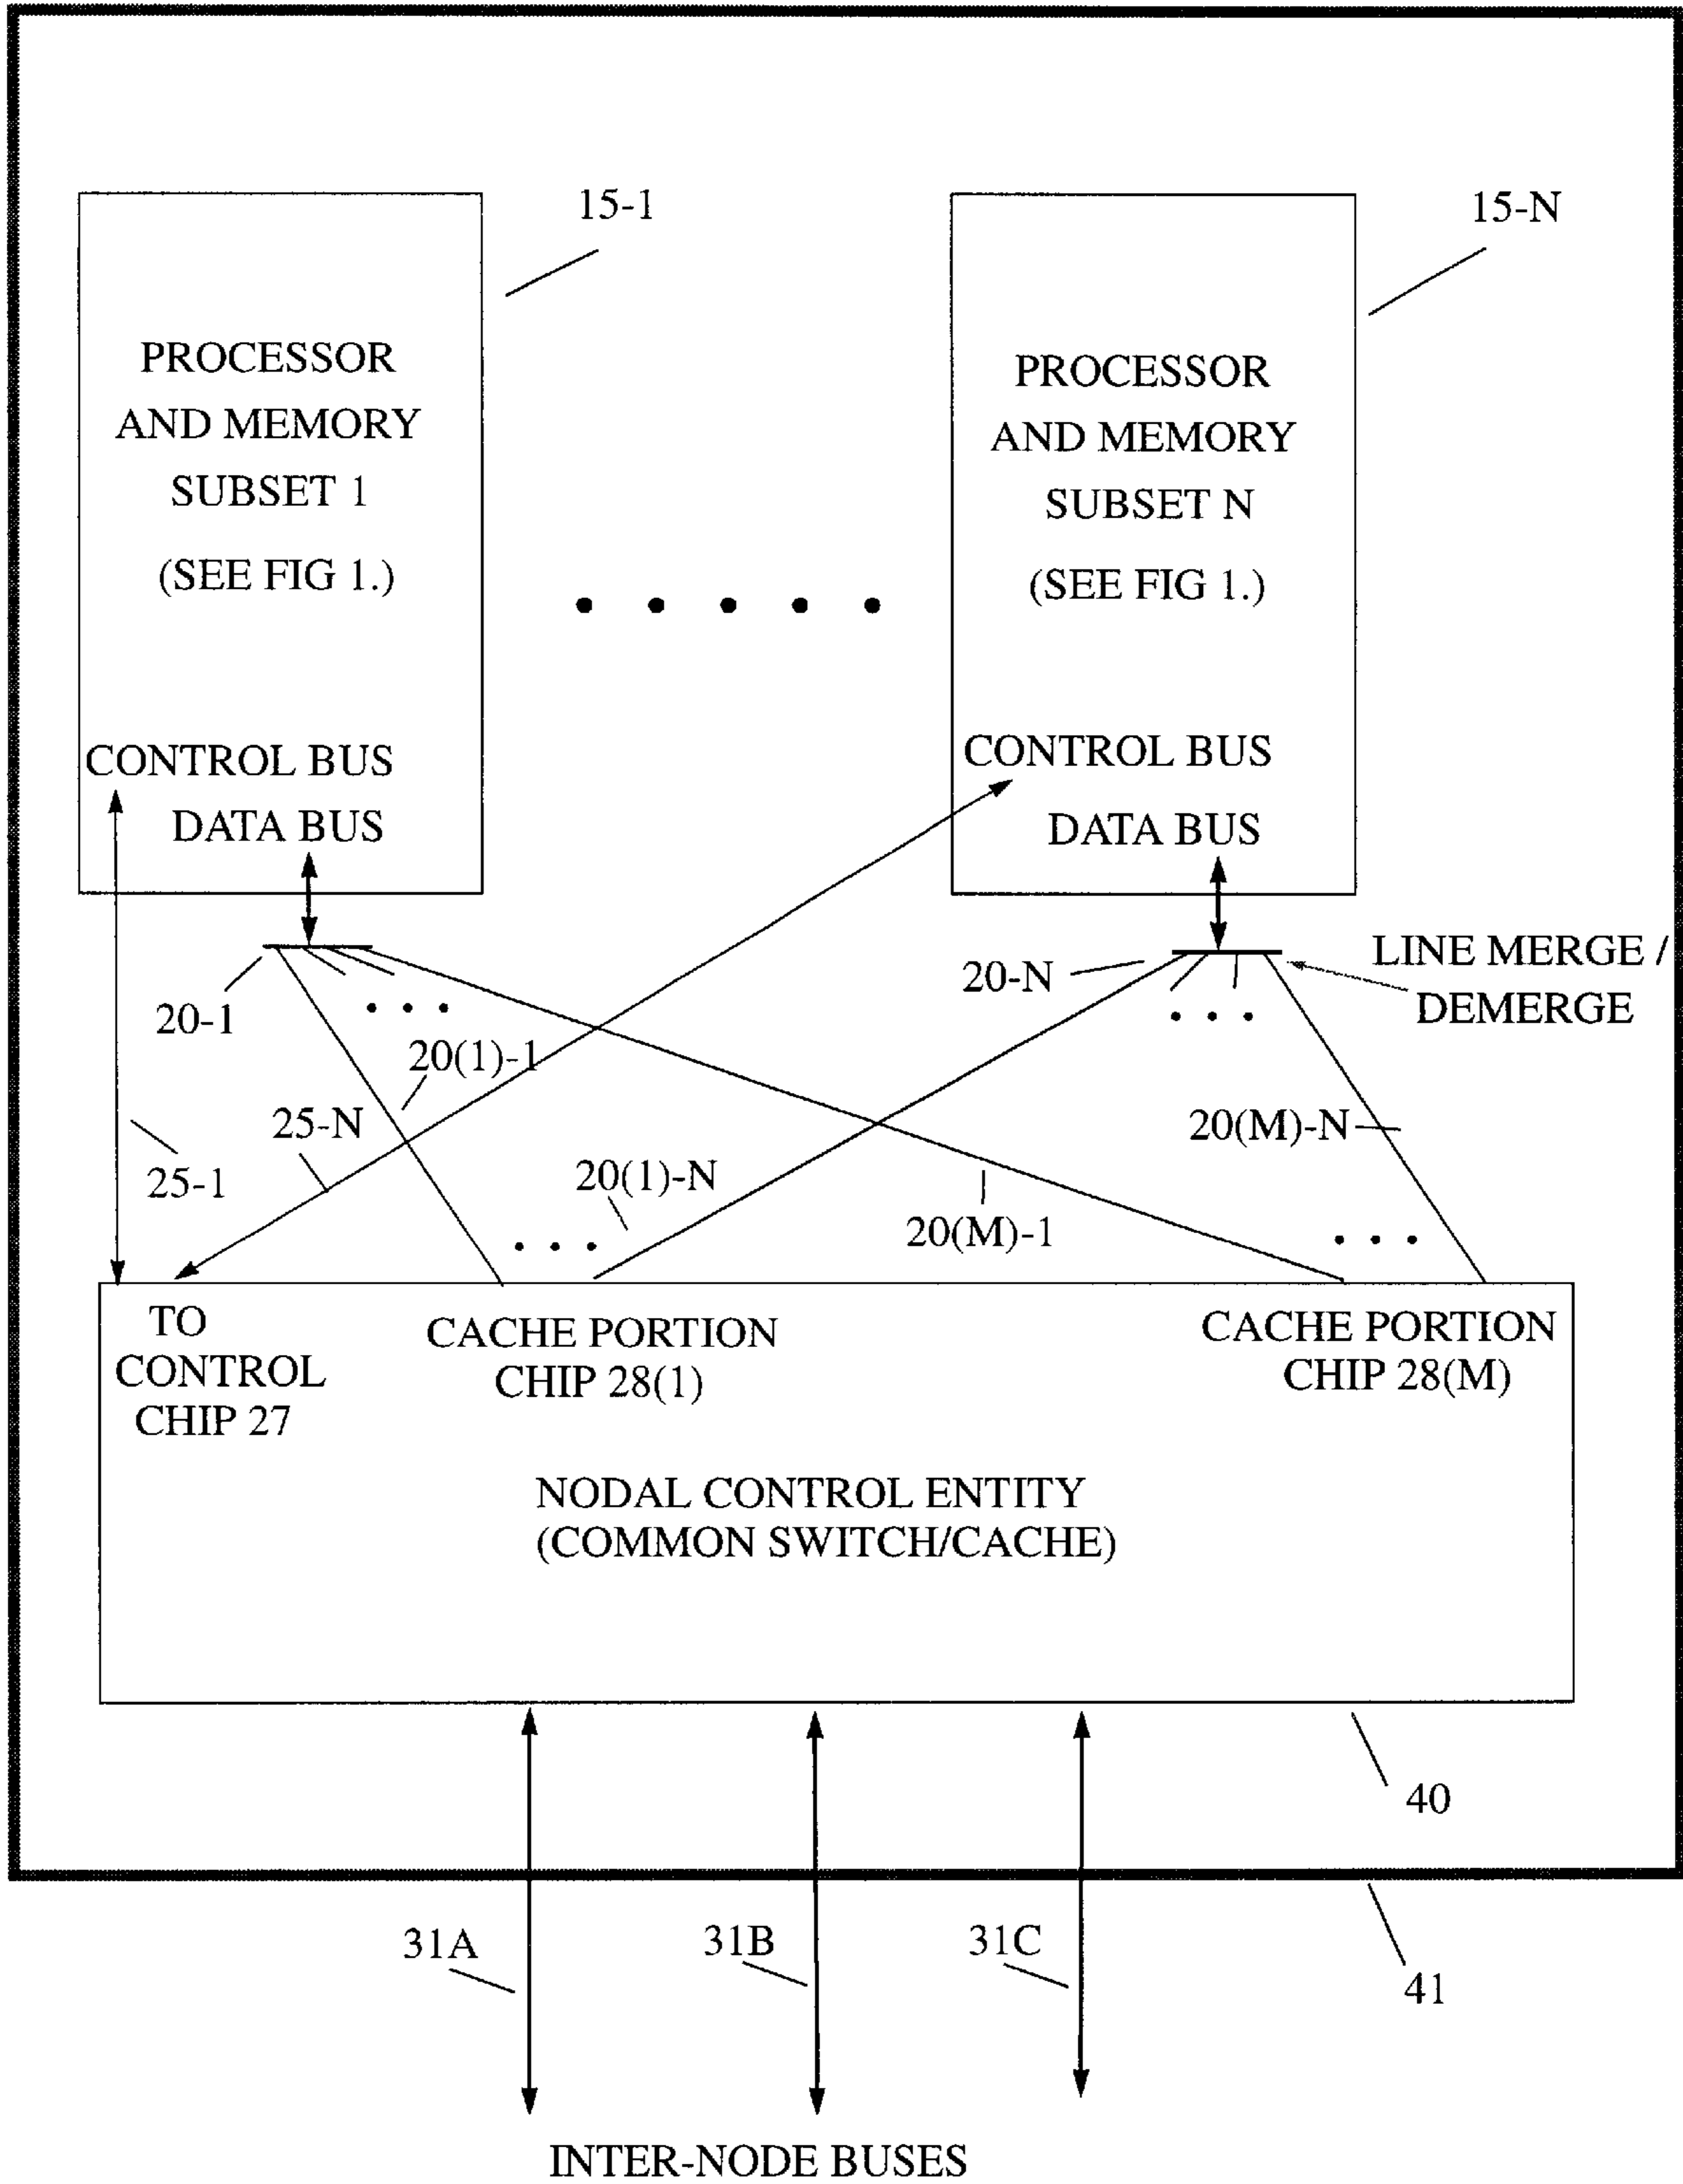 15-1
15-N
PROCESSOR
AND MEMORY
SUBSET 1
(SEE FIG 1.)
PROCESSOR
AND MEMORY
SUBSET N
(SEE FIG 1.)
CONTROL BUS
DATA BUS
CONTROL BUS
DATA BUS
20-1
20-N
LINE MERGE /
DEMERGE
20(1)-1
25-N
25-1
20(1)-N
20(M)-1
20(M)-N
TO
CONTROL
CHIP 27
CACHE PORTION
CHIP 28(1)
CACHE PORTION
CHIP 28(M)
NODAL CONTROL ENTITY
(COMMON SWITCH/CACHE)
40
31A
31B
31C
41
INTER-NODE BUSES